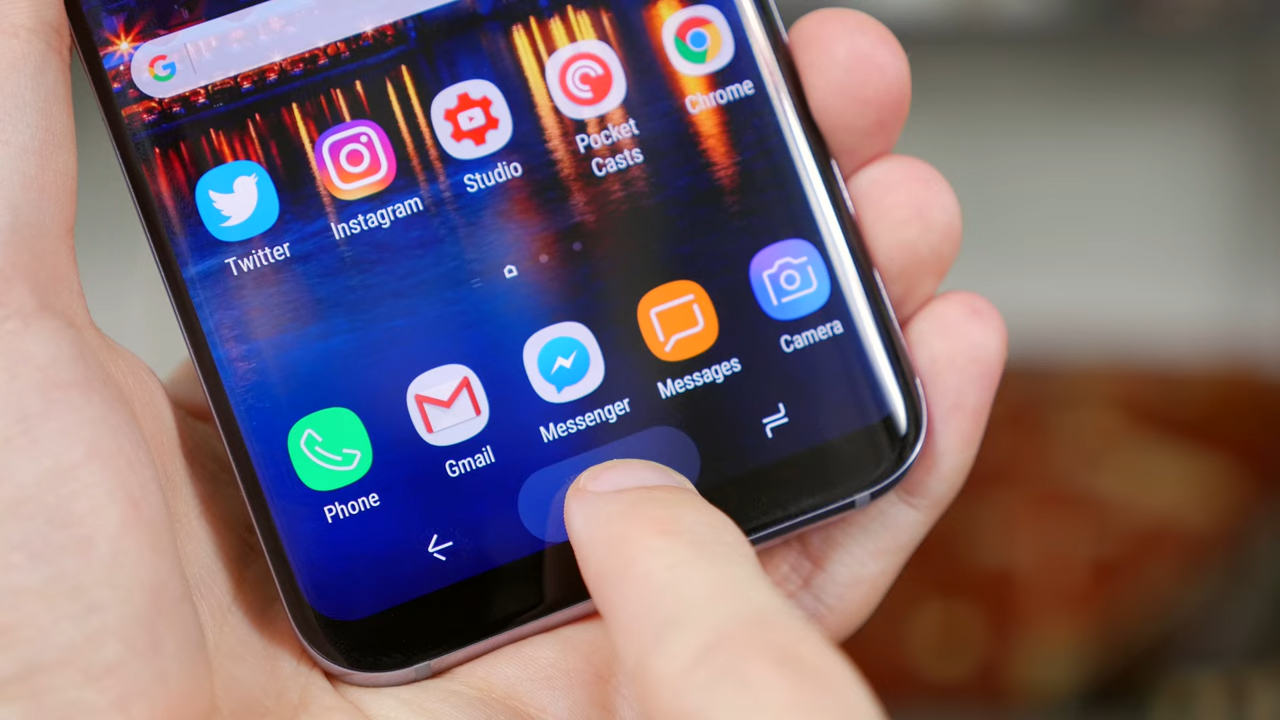 G
Twitter
Instagram
Studio
Pocket
Casts
Chrome
Phone
Gmail
Messenger
Messages
Camera